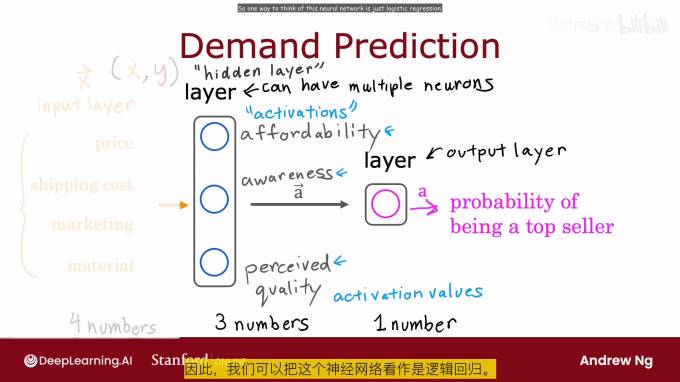 So one way to think of this neural network is just logistic regression,
bilibili
Demand Prediction
x⃗ (x,y) "hidden layer"
layer ← can have multiple neurons
input layer
"activations"
affordability ←
price
layer ← output layer
shipping cost
awareness ←
a⃗
a
probability of
being a top seller
marketing
material
perceived ←
quality
activation values
4 numbers
3 numbers
1 number
DeepLearning.AI
Andrew Ng
因此，我们可以把这个神经网络看作是逻辑回归。